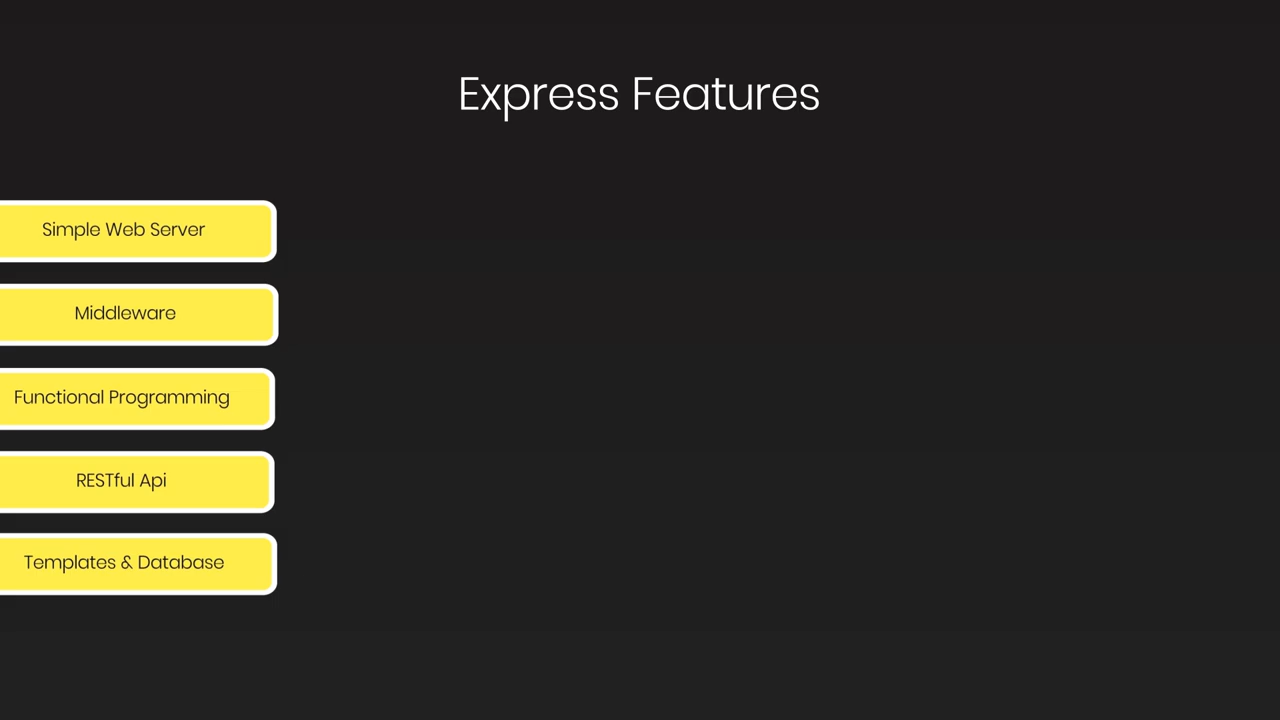 Express Features
Simple Web Server
Middleware
Functional Programming
RESTful Api
Templates & Database